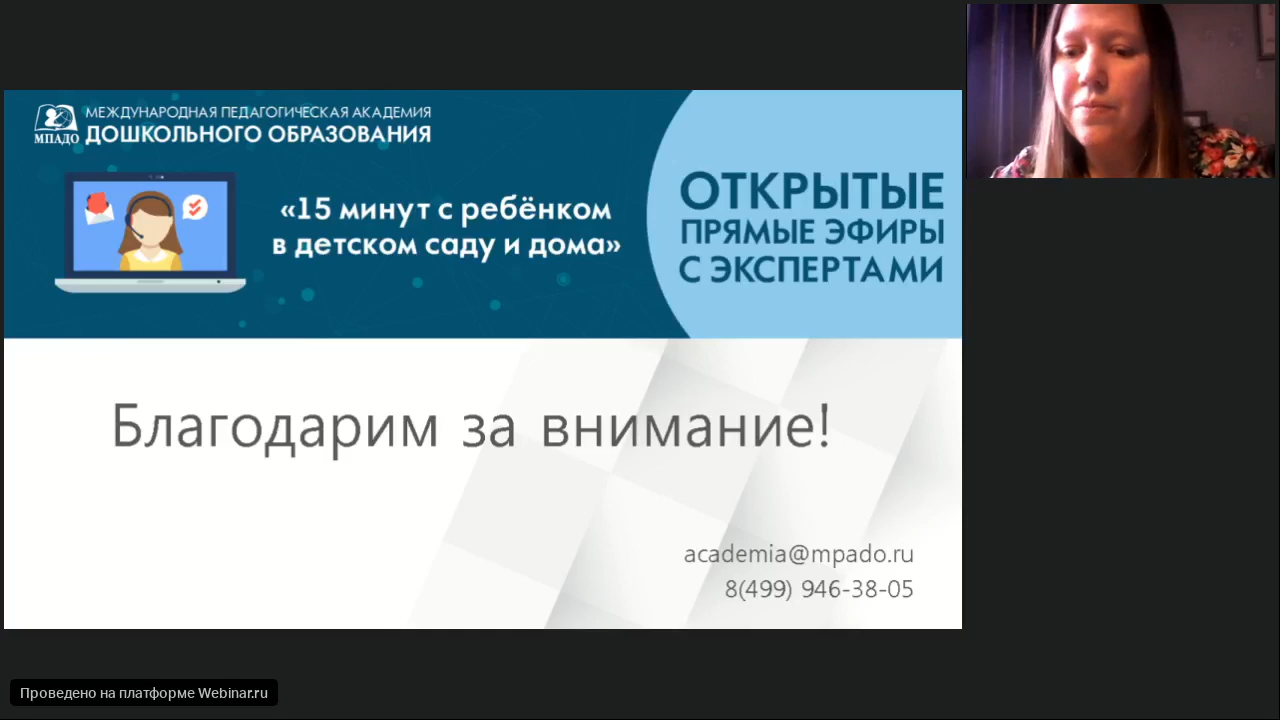 МЕЖДУНАРОДНАЯ ПЕДАГОГИЧЕСКАЯ АКАДЕМИЯ
МПАДО ДОШКОЛЬНОГО ОБРАЗОВАНИЯ
«15 минут с ребёнком
в детском саду и дома»
ОТКРЫТЫЕ
ПРЯМЫЕ ЭФИРЫ
С ЭКСПЕРТАМИ
Благодарим за внимание!
academia@mpado.ru
8(499) 946-38-05
Проведено на платформе Webinar.ru